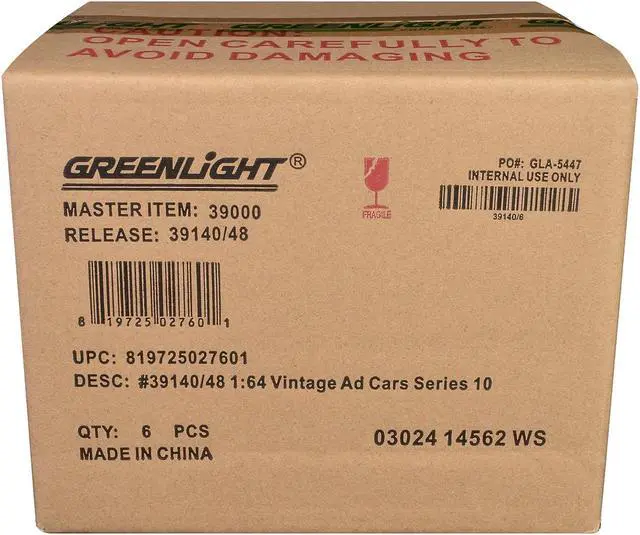 GREENLIGHT
CAUTION:
OPEN CAREFULLY TO
AVOID DAMAGING
GREENLiGHT®
MASTER ITEM: 39000
RELEASE: 39140/48
8 19725 02760 1
UPC: 819725027601
DESC: #39140/48 1:64 Vintage Ad Cars Series 10
QTY: 6 PCS
MADE IN CHINA
FRAGILE
PO#: GLA-5447
INTERNAL USE ONLY
39140/6
03024 14562 WS